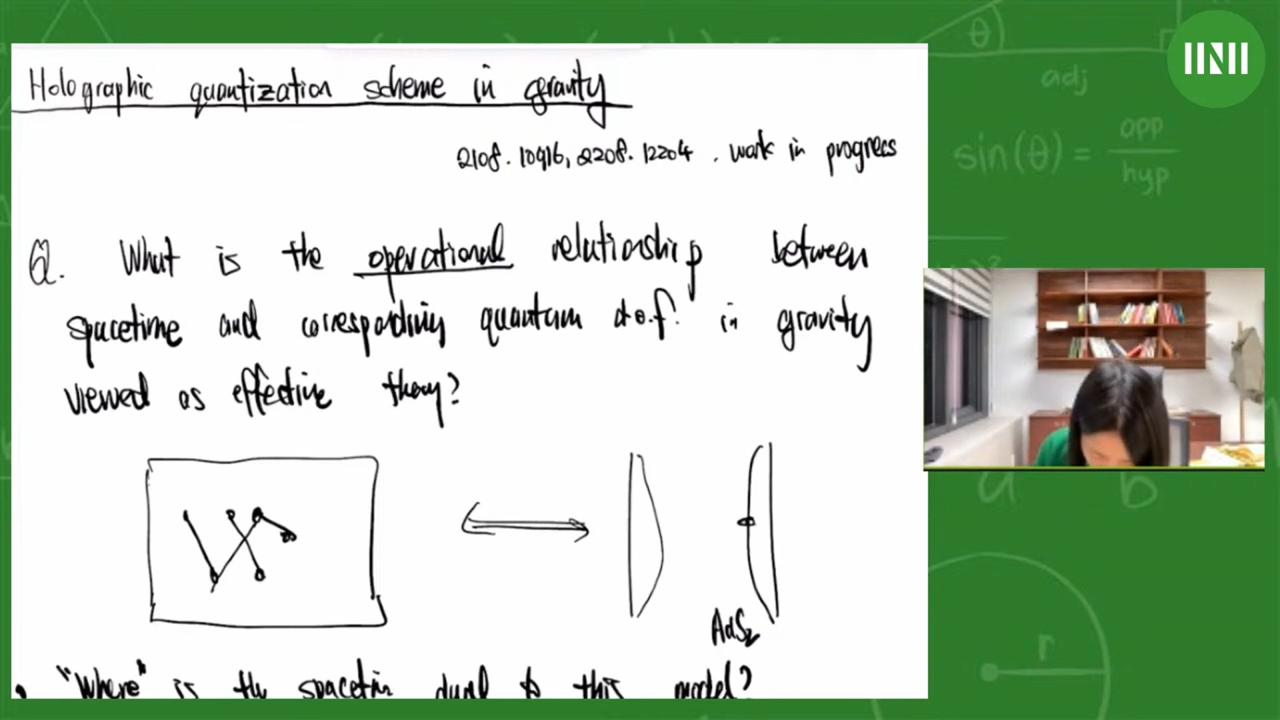 Holographic quantization scheme in gravity
2108.10916, 2208.12204, work in progress
Q. What is the operational relationship between
spacetime and corresponding quantum d.o.f. in gravity
viewed as effective theory?
AdS₂
"Where" is the spacetime dual to this model?
θ
adj
sin(θ) = opp
hyp
a b
r